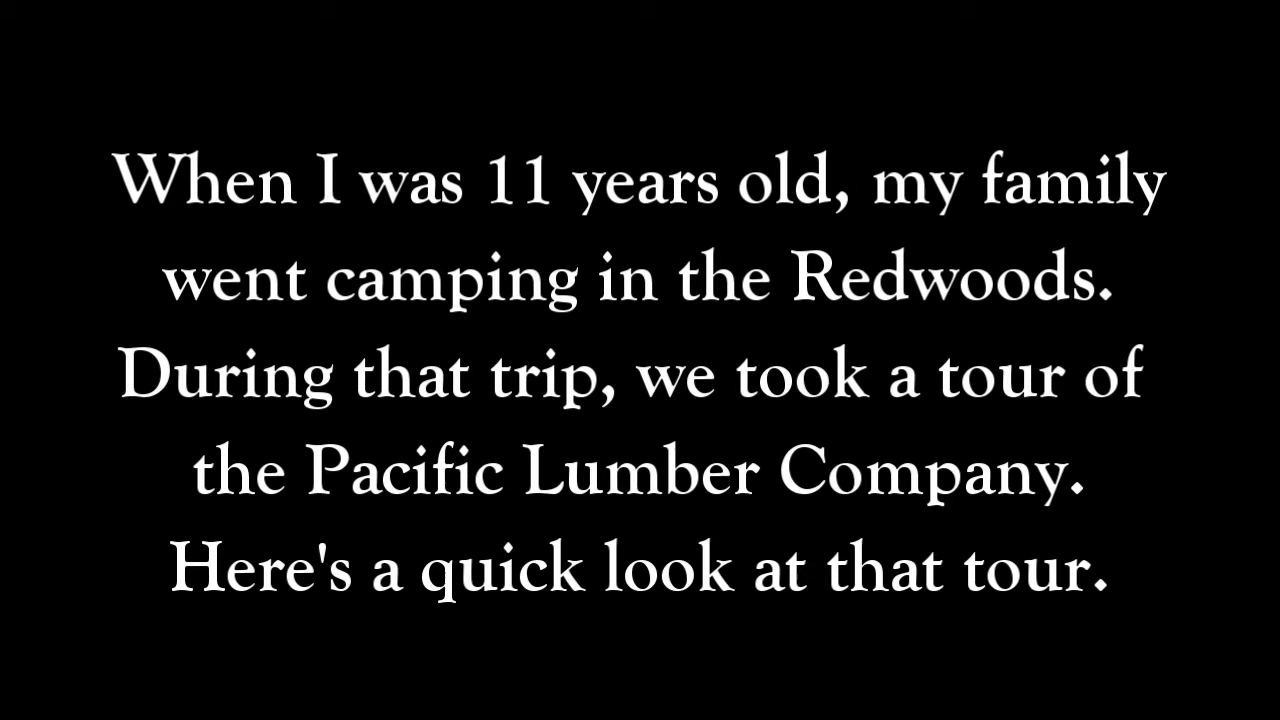 When I was 11 years old, my family
went camping in the Redwoods.
During that trip, we took a tour of
the Pacific Lumber Company.
Here's a quick look at that tour.